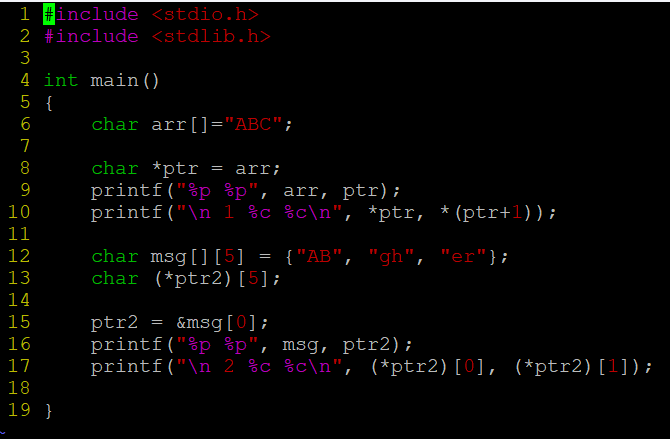 1 #include <stdio.h>
2 #include <stdlib.h>
3
4 int main()
5 {
6     char arr[]="ABC";
7
8     char *ptr = arr;
9     printf("%p %p", arr, ptr);
10     printf("\n 1 %c %c\n", *ptr, *(ptr+1));
11
12     char msg[][5] = {"AB", "gh", "er"};
13     char (*ptr2)[5];
14
15     ptr2 = &msg[0];
16     printf("%p %p", msg, ptr2);
17     printf("\n 2 %c %c\n", (*ptr2)[0], (*ptr2)[1]);
18
19 }
~